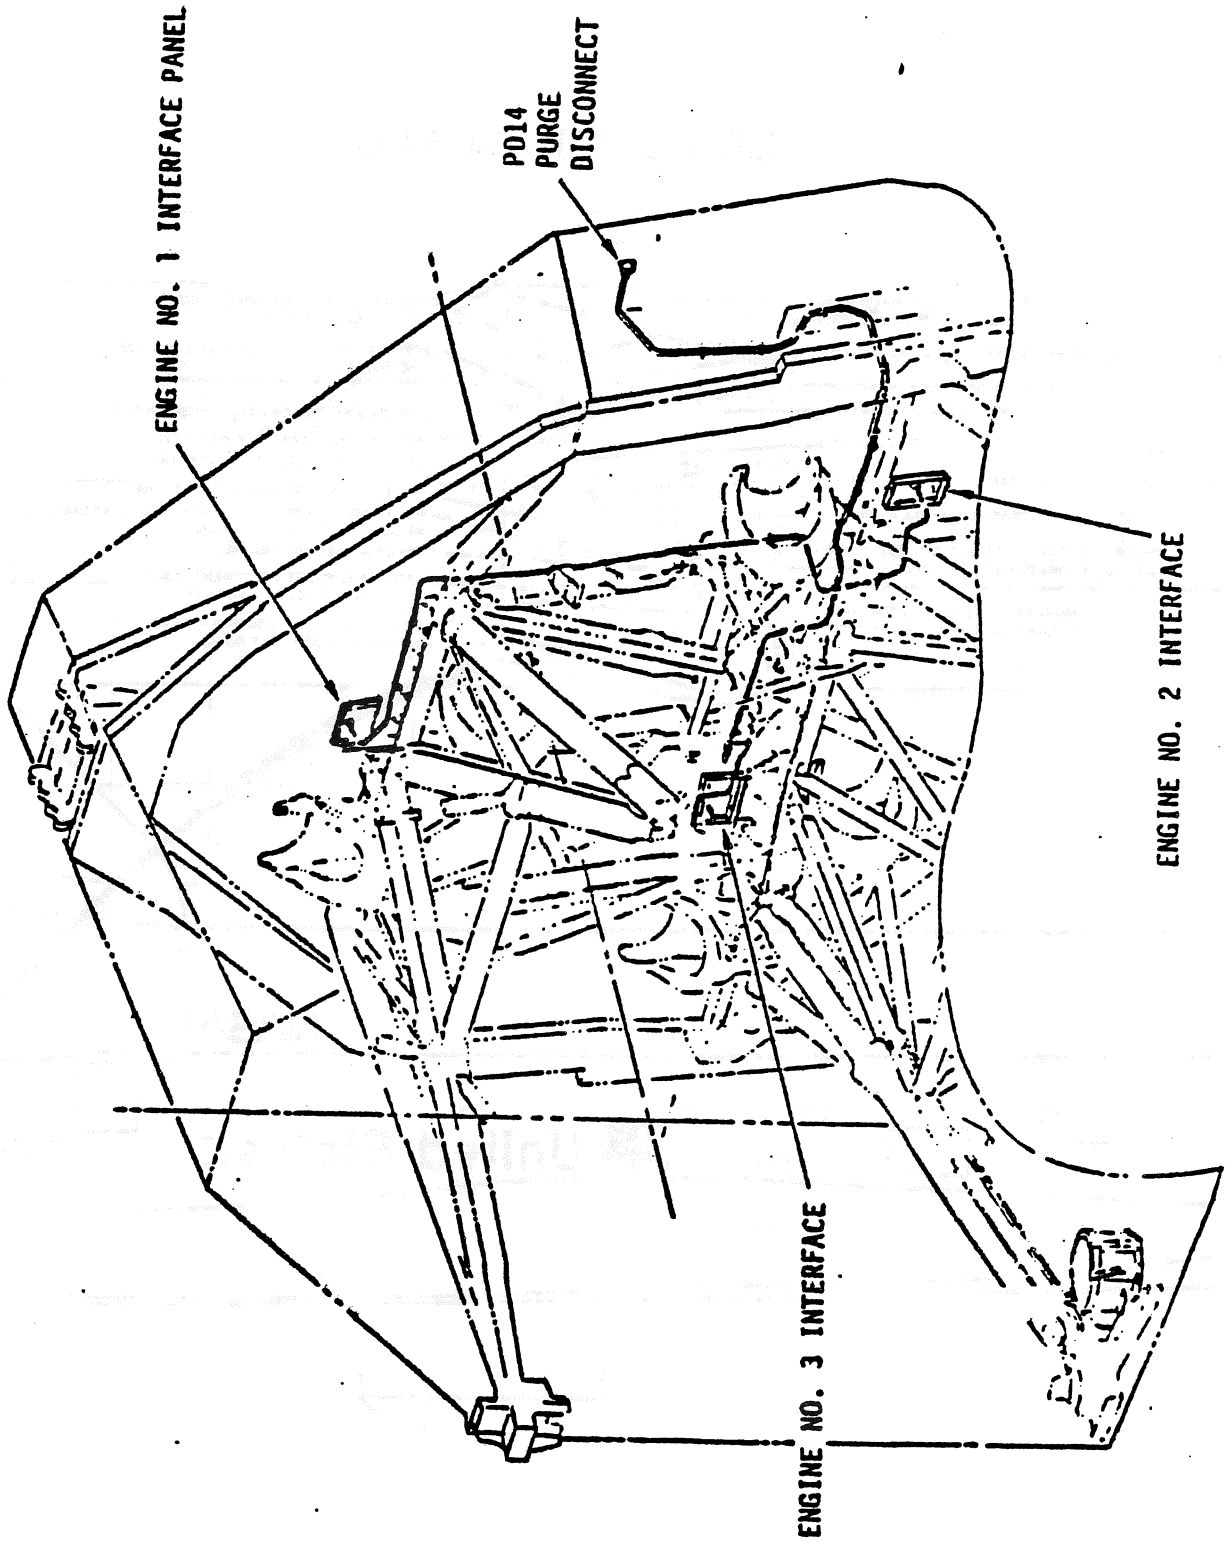 ENGINE NO. 1 INTERFACE PANEL
PD14
PURGE
DISCONNECT
ENGINE NO. 3 INTERFACE
ENGINE NO. 2 INTERFACE